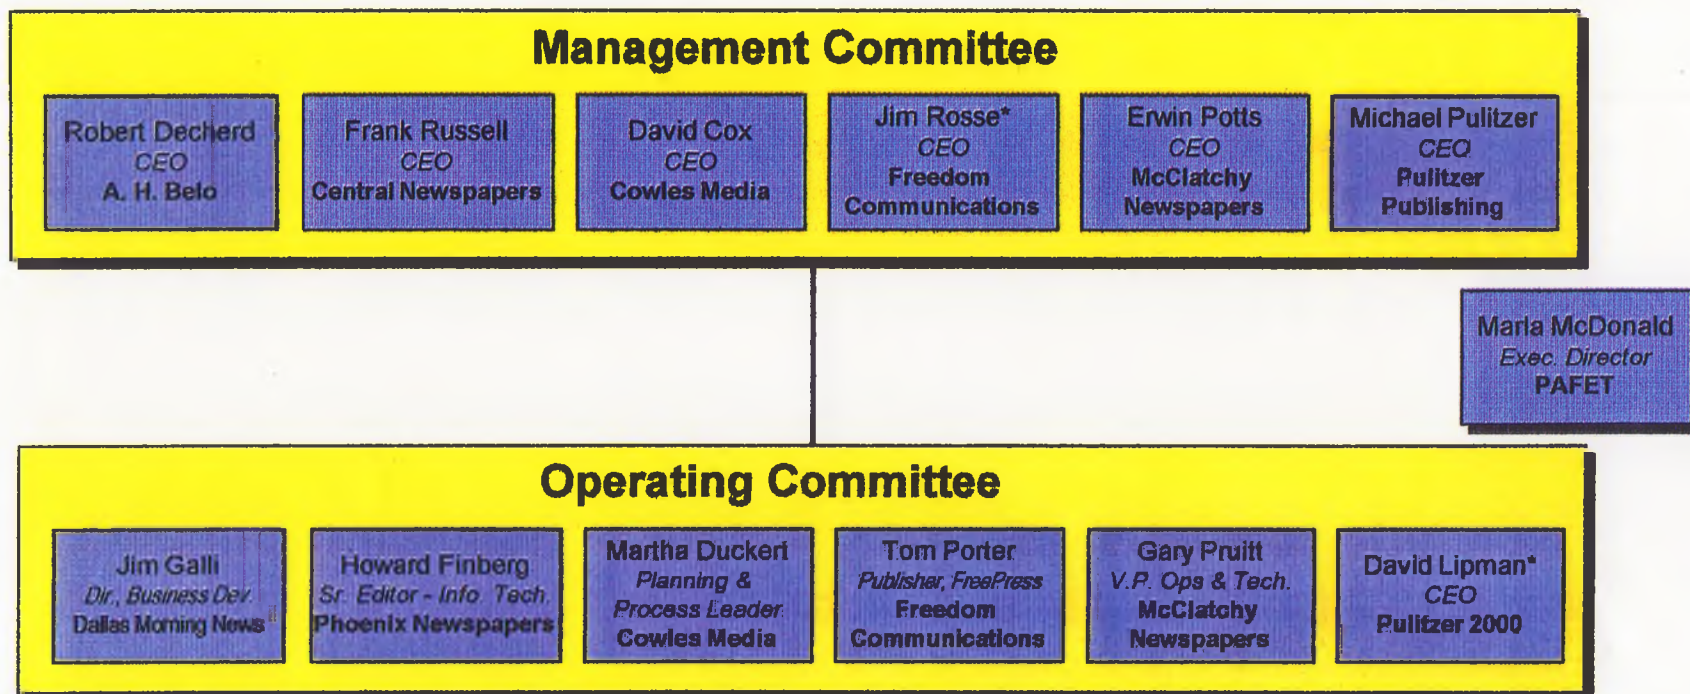 Management Committee
Robert Decherd
CEO
A. H. Belo
Frank Russell
CEO
Central Newspapers
David Cox
CEO
Cowles Media
Jim Rosse*
CEO
Freedom
Communications
Erwin Potts
CEO
McClatchy
Newspapers
Michael Pulitzer
CEO
Pulitzer
Publishing
Marla McDonald
Exec. Director
PAFET
Operating Committee
Jim Galli
Dir., Business Dev.
Dallas Morning News
Howard Finberg
Sr. Editor - Info. Tech.
Phoenix Newspapers
Martha Duckert
Planning &
Process Leader
Cowles Media
Tom Porter
Publisher, FreePress
Freedom
Communications
Gary Pruitt
V.P. Ops & Tech.
McClatchy
Newspapers
David Lipman*
CEO
Pulitzer 2000